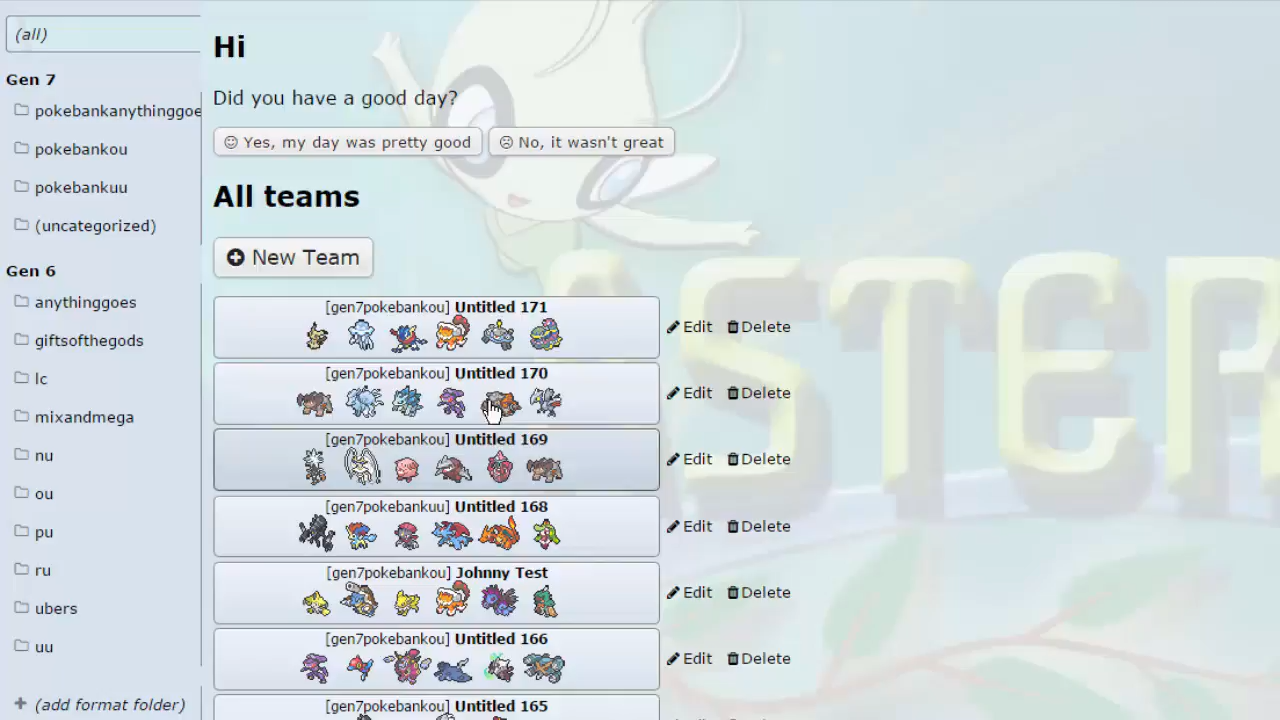 (all)
Gen 7
pokebankanythinggoe
pokebankou
pokebankuu
(uncategorized)
Gen 6
anythinggoes
giftsofthegods
lc
mixandmega
nu
ou
pu
ru
ubers
uu
(add format folder)
Hi
Did you have a good day?
Yes, my day was pretty good
No, it wasn't great
All teams
New Team
[gen7pokebankou] Untitled 171
Edit Delete
[gen7pokebankou] Untitled 170
Edit Delete
[gen7pokebankou] Untitled 169
Edit Delete
[gen7pokebankuu] Untitled 168
Edit Delete
[gen7pokebankou] Johnny Test
Edit Delete
[gen7pokebankou] Untitled 166
Edit Delete
[gen7pokebankou] Untitled 165
STER